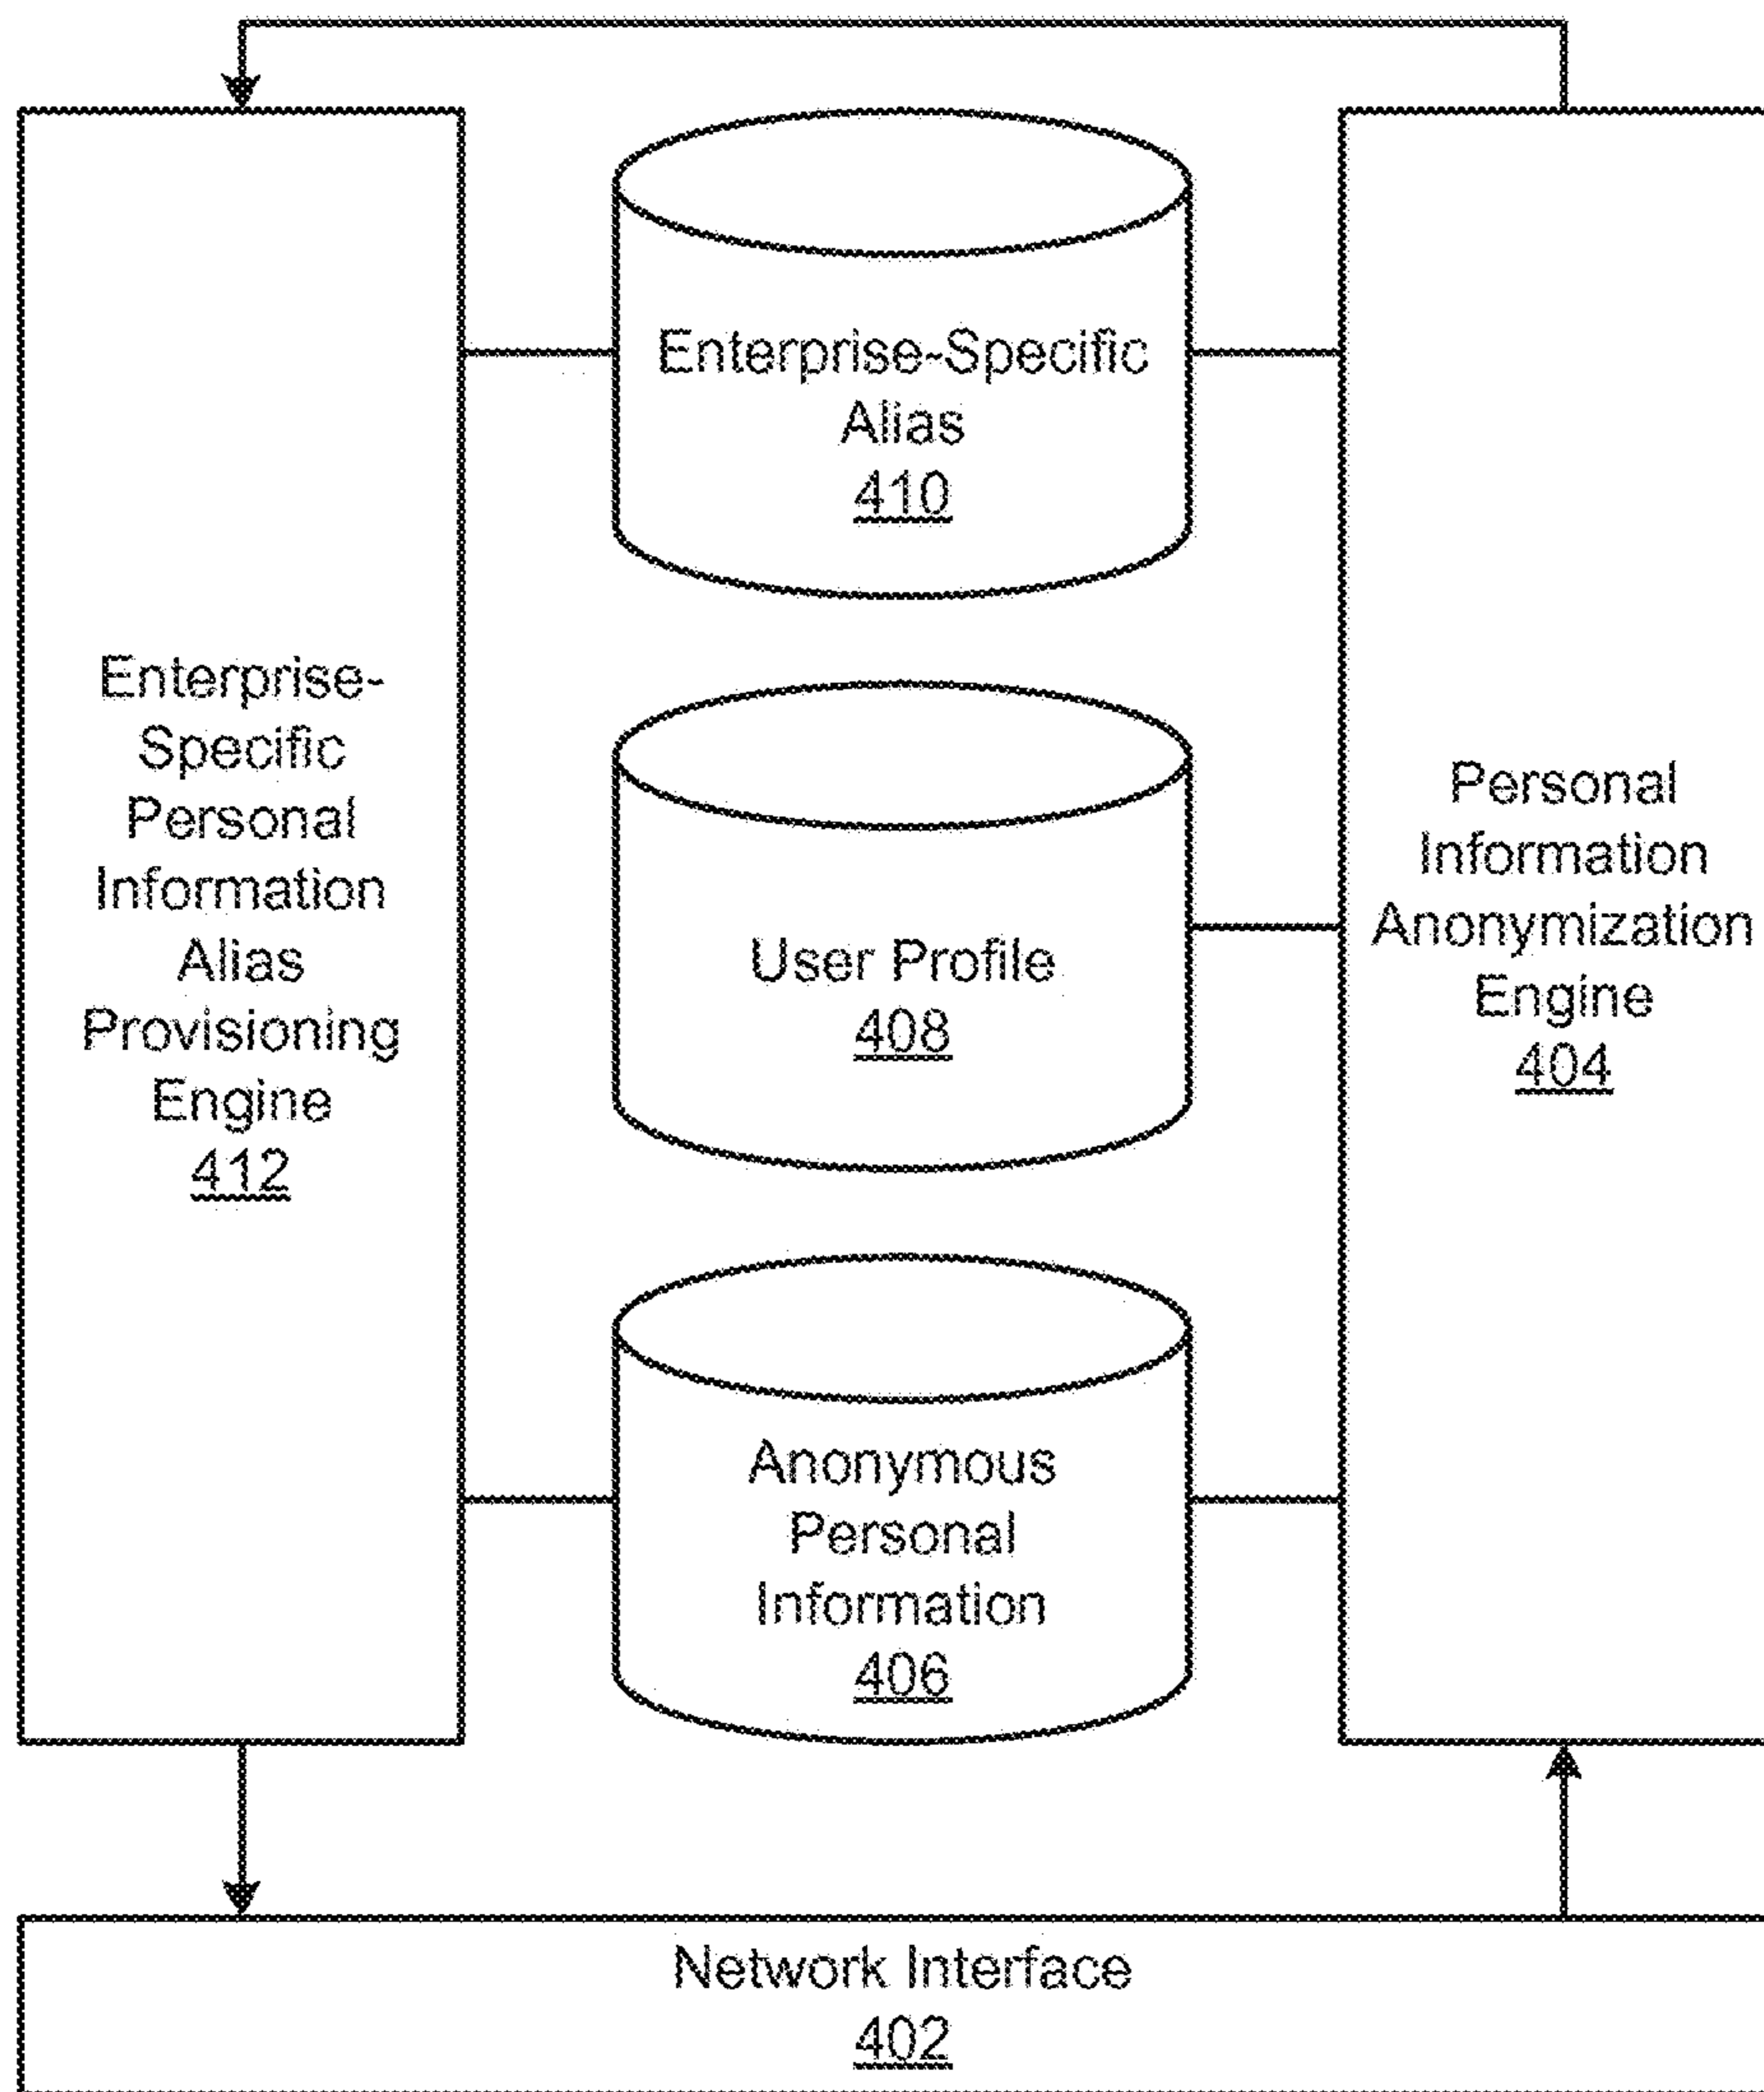 Enterprise-Specific
Alias
410
Enterprise-
Specific
Personal
Information
Alias
Provisioning
Engine
412
User Profile
408
Personal
Information
Anonymization
Engine
404
Anonymous
Personal
Information
406
Network Interface
402